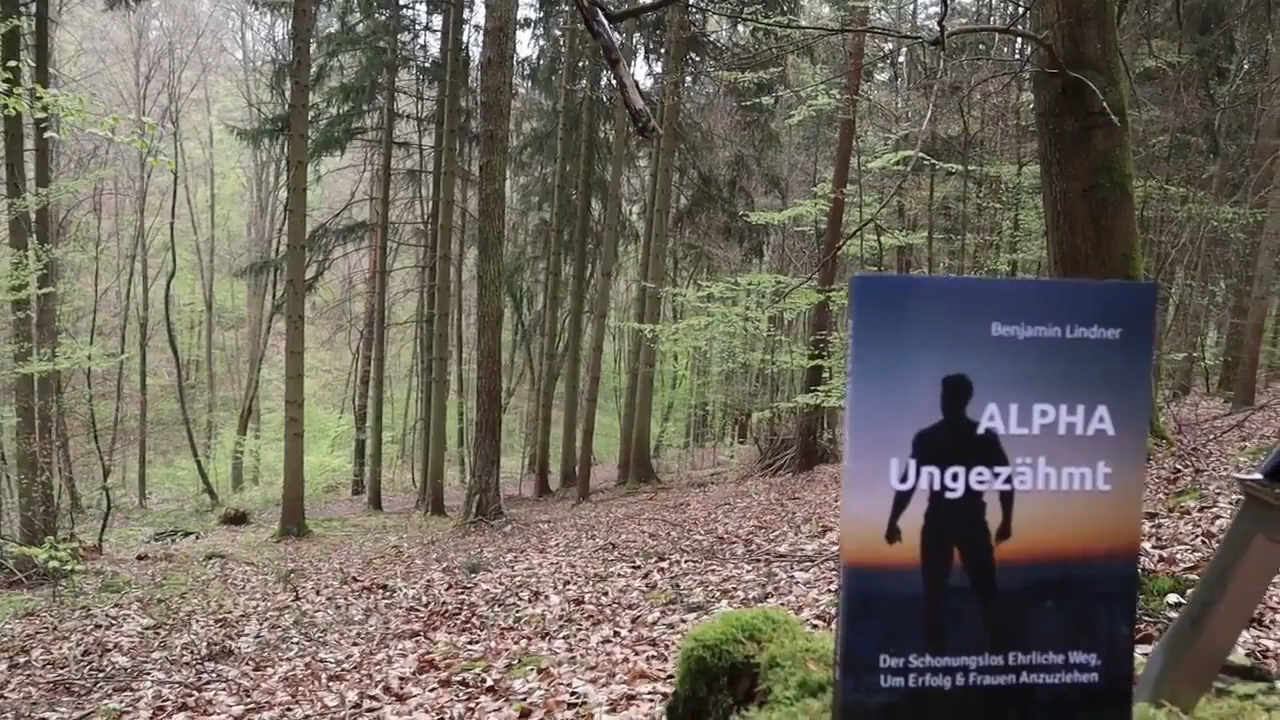 Benjamin Lindner
ALPHA
Ungezähmt
Der Schonungslos Ehrliche Weg,
Um Erfolg & Frauen Anzuziehen